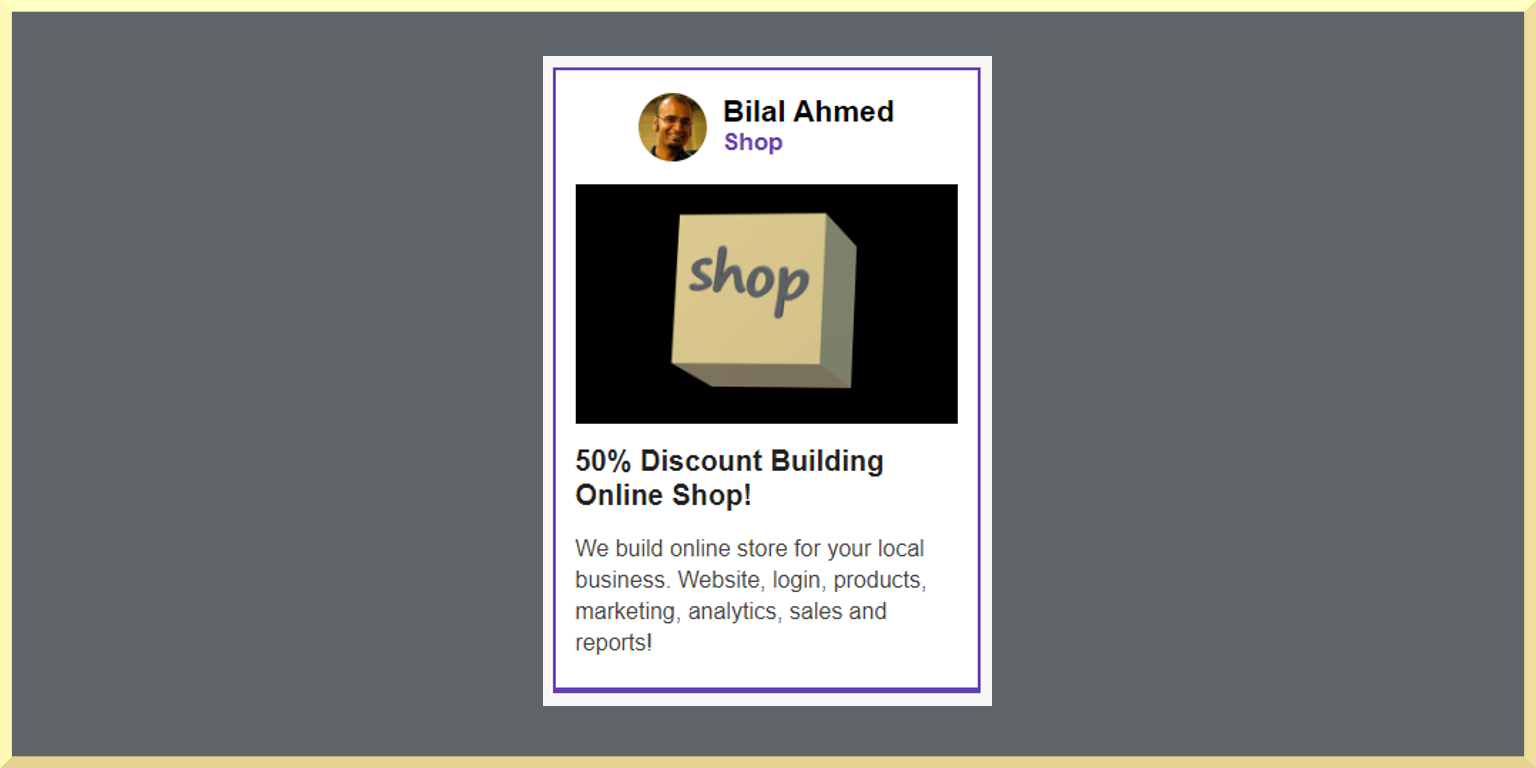 Bilal Ahmed
Shop
shop
50% Discount Building
Online Shop!
We build online store for your local
business. Website, login, products,
marketing, analytics, sales and
reports!